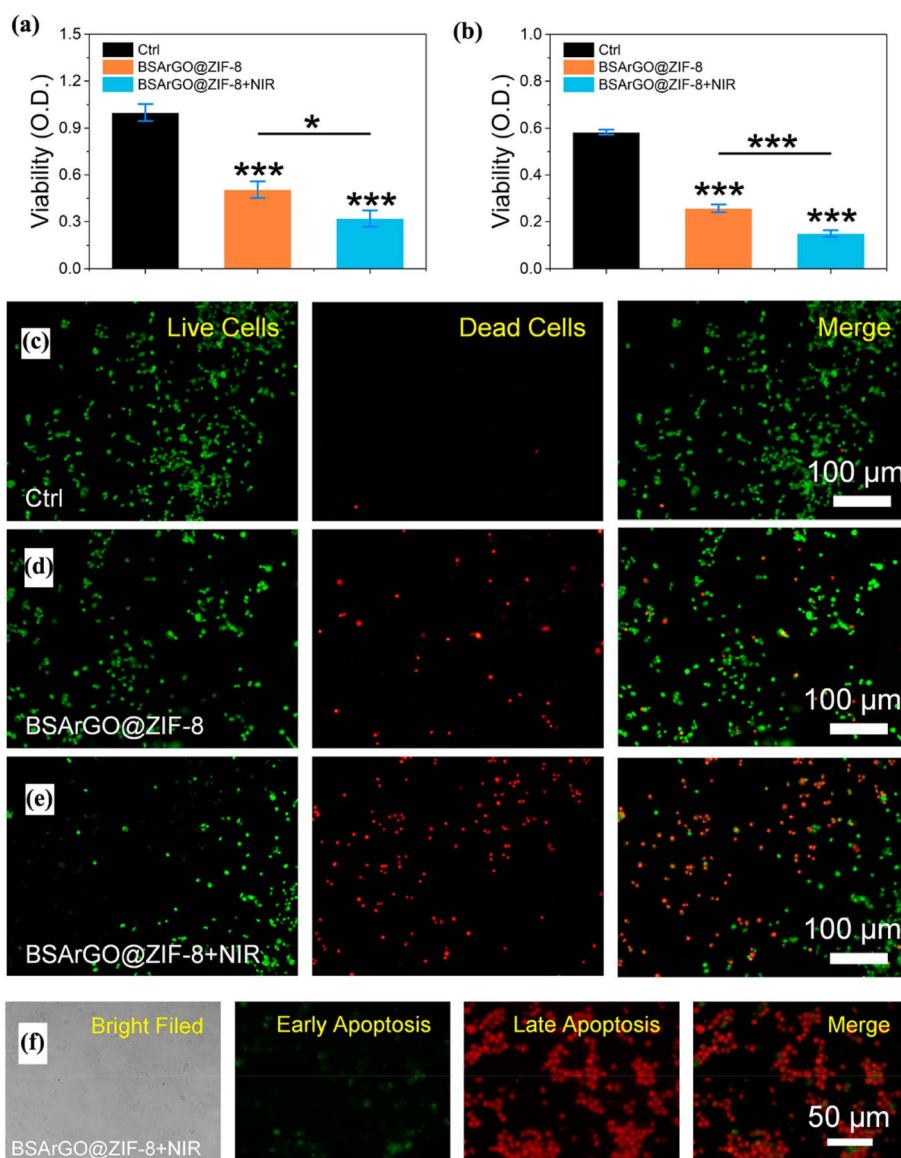 (a)
1.5
1.2
0.9
0.6
0.3
0.0
Viability (O.D.)
Ctrl
BSArGO@ZIF-8
BSArGO@ZIF-8+NIR
*
***
***
(b)
0.8
0.6
0.4
0.2
0.0
Viability (O.D.)
Ctrl
BSArGO@ZIF-8
BSArGO@ZIF-8+NIR
***
***
***
(c)
Live Cells
Dead Cells
Merge
Ctrl
100 μm
(d)
BSArGO@ZIF-8
100 μm
(e)
BSArGO@ZIF-8+NIR
100 μm
(f)
Bright Filed
Early Apoptosis
Late Apoptosis
Merge
BSArGO@ZIF-8+NIR
50 μm